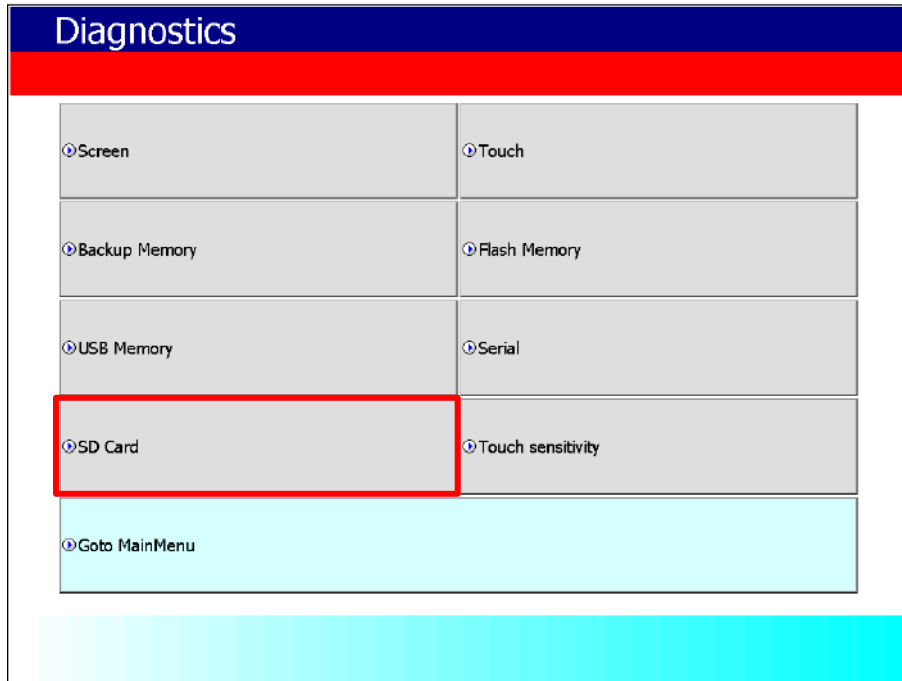 Diagnostics
Screen
Touch
Backup Memory
Flash Memory
USB Memory
Serial
SD Card
Touch sensitivity
Goto MainMenu